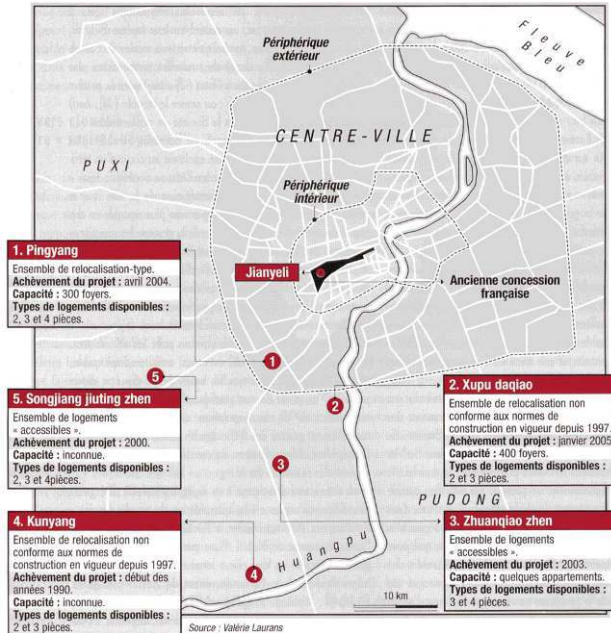 Fleuve
Bleu
Périphérique
extérieur
CENTRE-VILLE
PUXI
Périphérique
intérieur
Jianyeli
Ancienne concession
française
1. Pingyang
Ensemble de relocalisation-type.
Achèvement du projet : avril 2004.
Capacité : 300 foyers.
Types de logements disponibles :
2, 3 et 4 pièces.
1
5
2
3
4
5. Songjiang jiuting zhen
Ensemble de logements
« accessibles ».
Achèvement du projet : 2000.
Capacité : inconnue.
Types de logements disponibles :
2, 3 et 4pièces.
2. Xupu daqiao
Ensemble de relocalisation non
conforme aux normes de
construction en vigueur depuis 1997.
Achèvement du projet : janvier 2005
Capacité : 400 foyers.
Types de logements disponibles :
2 et 3 pièces.
PUDONG
4. Kunyang
Ensemble de relocalisation non
conforme aux normes de
construction en vigueur depuis 1997.
Achèvement du projet : début des
années 1990.
Capacité : inconnue.
Types de logements disponibles :
2 et 3 pièces.
3. Zhuanqiao zhen
Ensemble de logements
« accessibles ».
Achèvement du projet : 2003.
Capacité : quelques appartements.
Types de logements disponibles :
3 et 4 pièces.
Huangpu
10 km
Source : Valérie Laurans